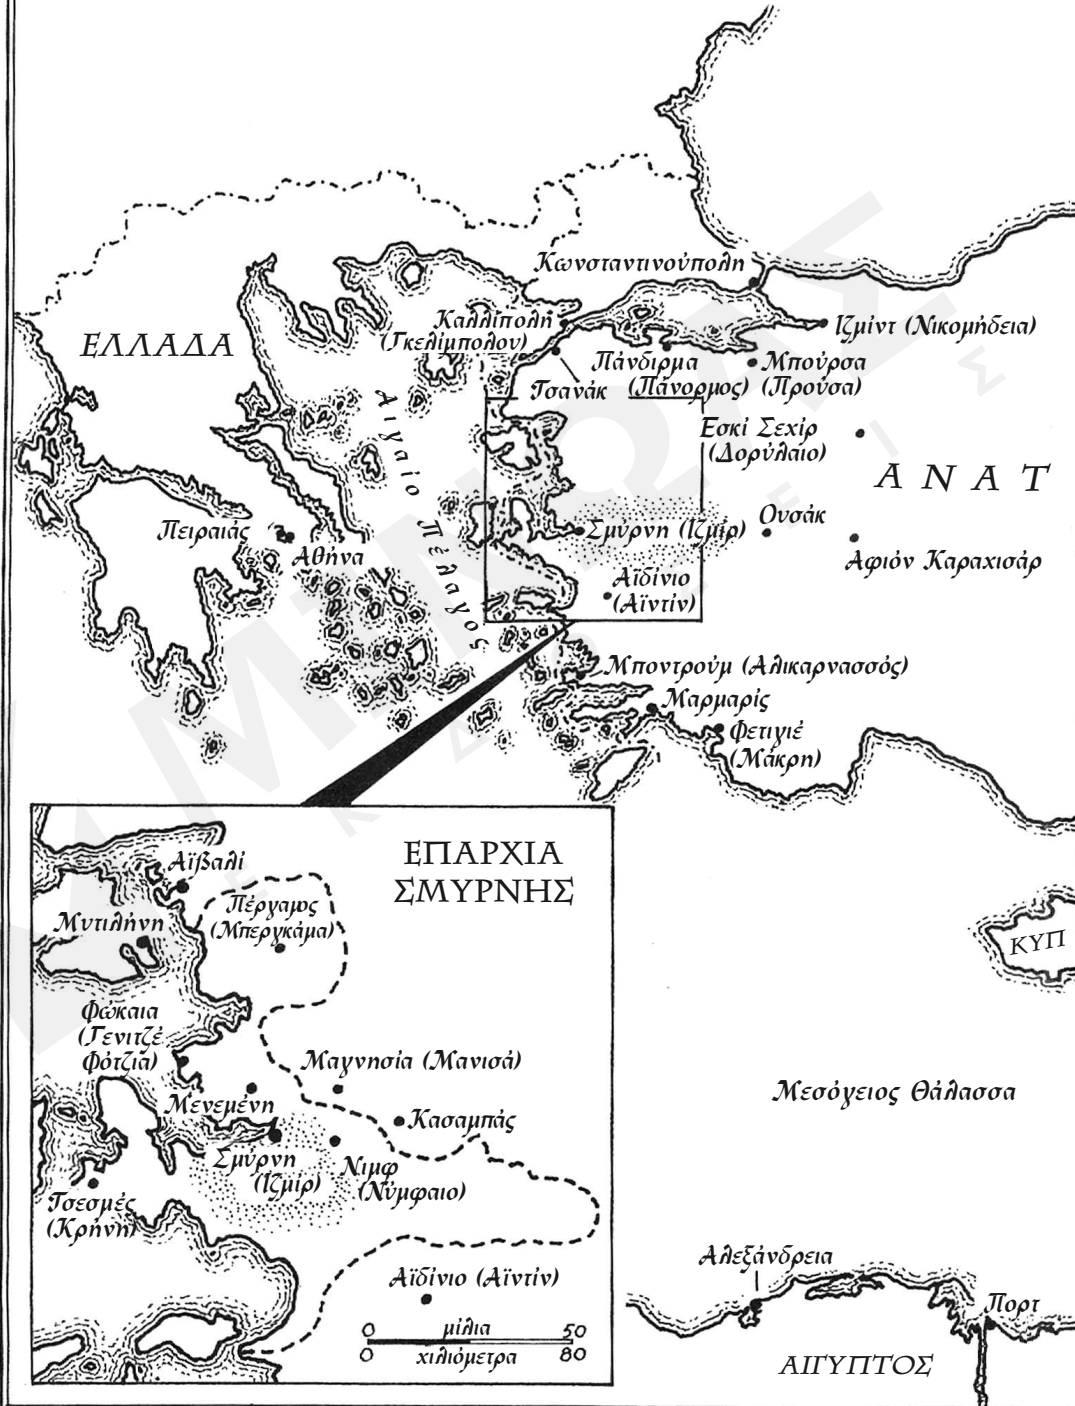 Κωνσταντινούπολη
Καλλίπολη
(Γκελίμπολου)
Ιζμίντ (Νικομήδεια)
ΕΛΛΑΔΑ
Πάνδιρμα
(Πάνορμος)
Μπούρσα
(Προύσα)
Τσανάκ
Αιγαίο Πέλαγος
Εσκί Σεχίρ
(Δορύλαιο)
ΑΝΑΤ
Ουσάκ
Σμύρνη (Ιζμίρ)
Αφιόν Καραχισάρ
Πειραιάς
Αθήνα
Αϊδίνιο
(Αϊντίν)
Μποντρούμ (Αλικαρνασσός)
Μαρμαρίς
Φετιγιέ
(Μάκρη)
ΕΠΑΡΧΙΑ
ΣΜΥΡΝΗΣ
Αϊβαλί
Πέργαμος
(Μπεργκάμα)
Μυτιλήνη
ΚΥΠ
Φώκαια
(Γενιτζέ
Φότζια)
Μαγνησία (Μανισά)
Μενεμένη
Κασαμπάς
Σμύρνη
(Ιζμίρ)
Νιμφ
(Νύμφαιο)
Τσεσμές
(Κρήνη)
Μεσόγειος Θάλασσα
Αϊδίνιο (Αϊντίν)
0 μίλια 50
0 χιλιόμετρα 80
Αλεξάνδρεια
Πορτ
ΑΙΓΥΠΤΟΣ